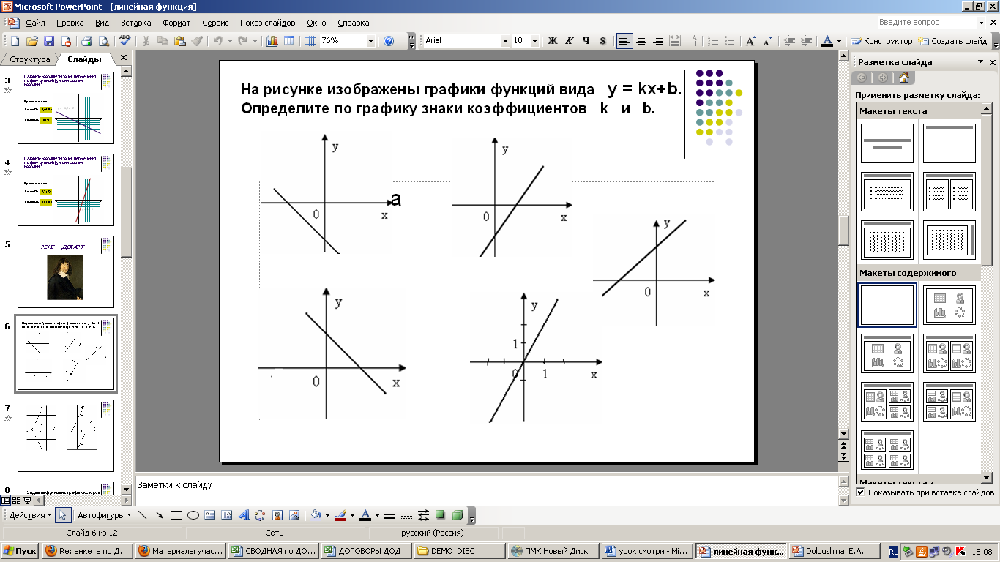 Microsoft PowerPoint - [линейная функция]
Файл Правка Вид Вставка Формат Сервис Показ слайдов Окно Справка
Введите вопрос
76% Arial 18 Ж К Ч S Конструктор Создать слайд
Структура Слайды
Разметка слайда
Применить разметку слайда:
Макеты текста
Макеты содержимого
Макеты текста и
Показывать при вставке слайдов
3
4
5
РЕНЕ ДЕКАРТ
6
7
8
На рисунке изображены графики функций вида y = kx+b.
Определите по графику знаки коэффициентов k и b.
y
0
x
а
y
0
x
y
0
x
y
0
x
y
1
0
1
x
Заметки к слайду
Действия Автофигуры
Слайд 6 из 12 Сеть русский (Россия)
Пуск Re: анкета по Д... Материалы учас... СВОДНАЯ по ДО... ДОГОВОРЫ ДОД DEMO_DISC_ ПМК Новый Диск урок смотри - Mi... линейная функ... Dolgushina_E.A._... RL 15:08